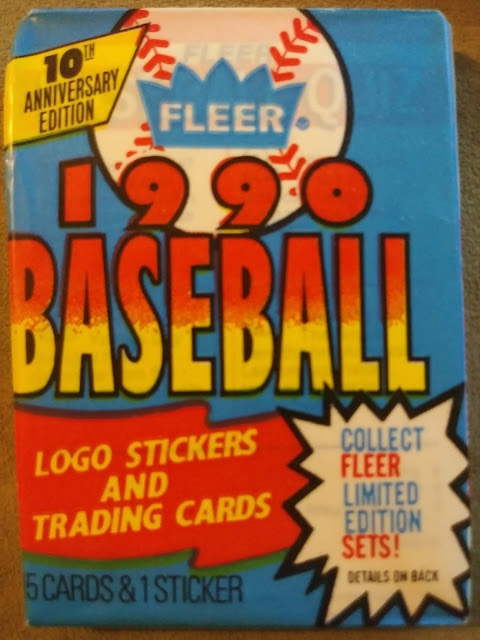 10TH
ANNIVERSARY
EDITION
FLEER
1990
BASEBALL
LOGO STICKERS
AND
TRADING CARDS
COLLECT
FLEER
LIMITED
EDITION
SETS!
DETAILS ON BACK
5 CARDS & 1 STICKER